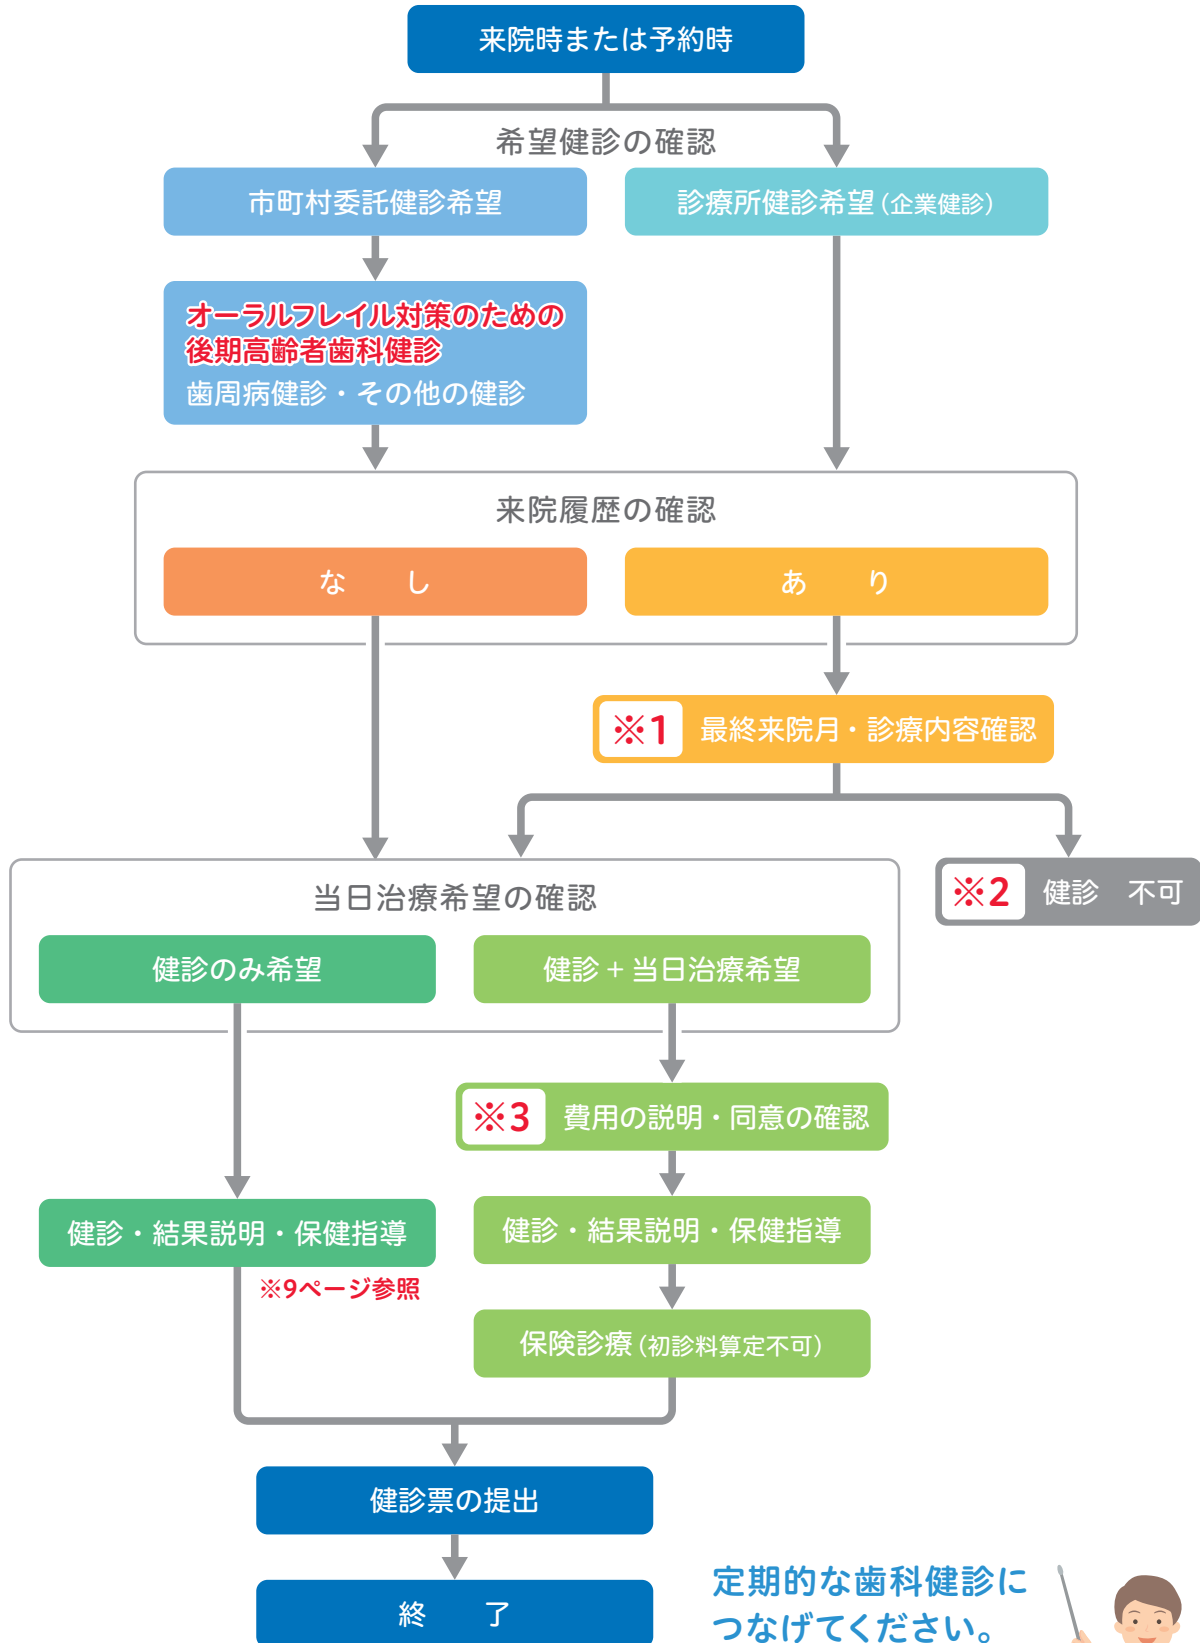 来院時または予約時
希望健診の確認
市町村委託健診希望
診療所健診希望（企業健診）
オーラルフレイル対策のための
後期高齢者歯科健診
歯周病健診・その他の健診
来院履歴の確認
な　し
あ　り
※1 最終来院月・診療内容確認
当日治療希望の確認
※2 健診　不可
健診のみ希望
健診＋当日治療希望
※3 費用の説明・同意の確認
健診・結果説明・保健指導
健診・結果説明・保健指導
※9ページ参照
保険診療（初診料算定不可）
健診票の提出
終　了
定期的な歯科健診に
つなげてください。